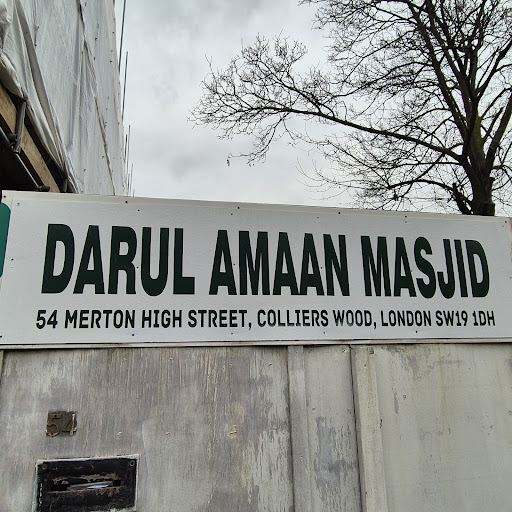 DARUL AMAAN MASJID
54 MERTON HIGH STREET, COLLIERS WOOD, LONDON SW19 1DH
54